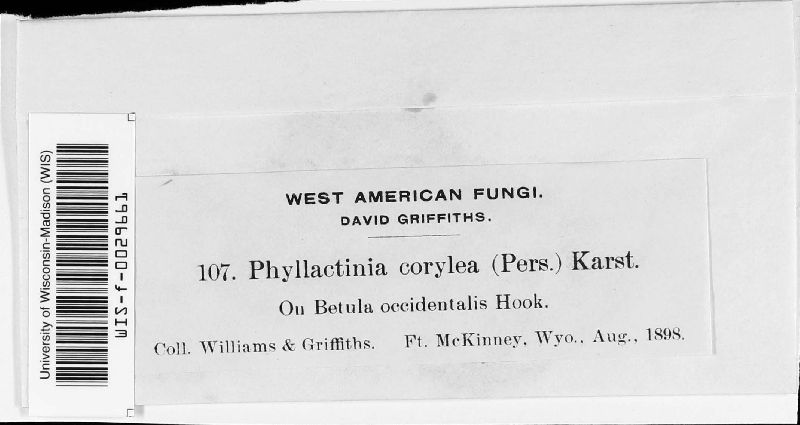 WEST AMERICAN FUNGI.
DAVID GRIFFITHS.
107. Phyllactinia corylea (Pers.) Karst.
On Betula occidentalis Hook.
Coll. Williams & Griffiths. Ft. McKinney, Wyo., Aug., 1898.
University of Wisconsin-Madison (WIS)
WIS-f-0029661